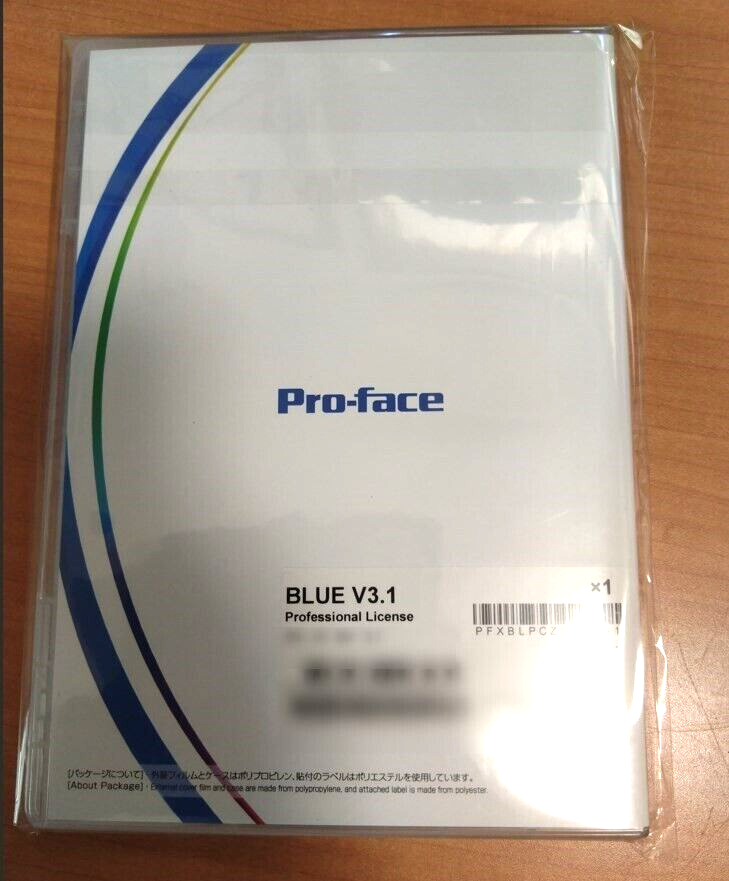 Pro-face
BLUE V3.1
×1
Professional License
[パッケージについて]・外装フィルムとケースはポリプロピレン、貼付のラベルはポリエステルを使用しています。
[About Package]・External cover film and case are made from polypropylene, and attached label is made from polyester.